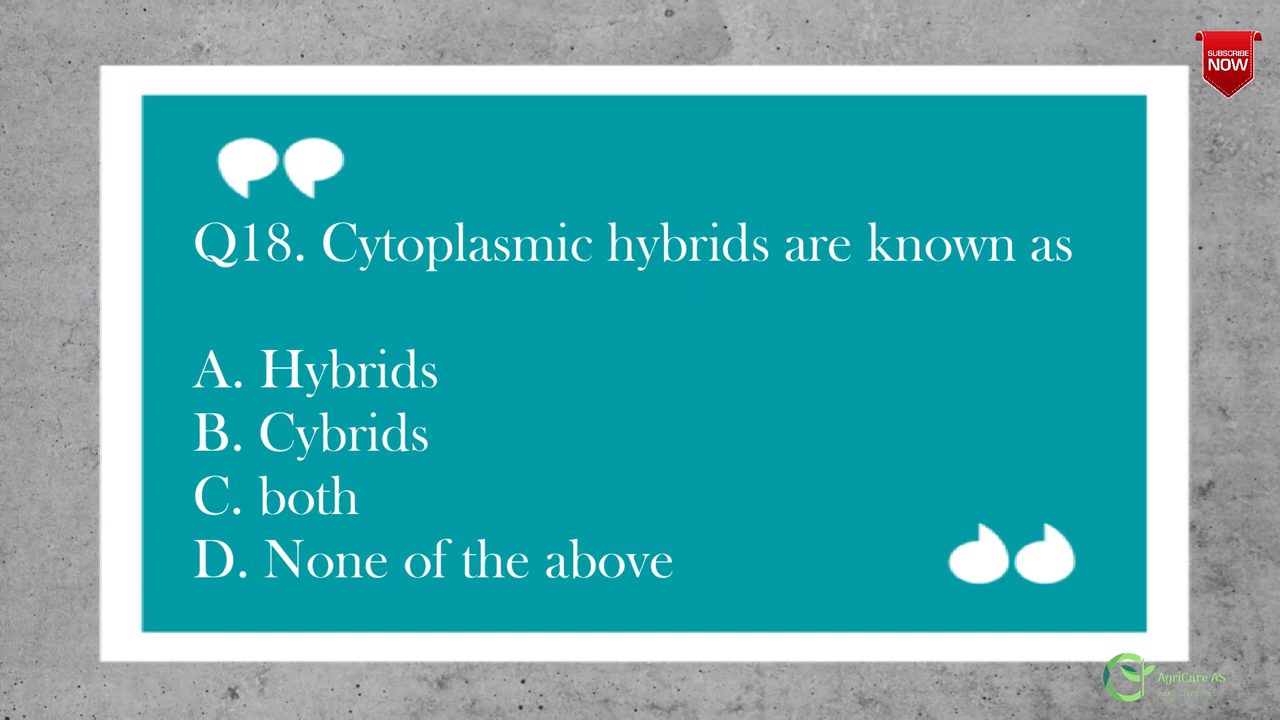 SUBSCRIBE
NOW
Q18. Cytoplasmic hybrids are known as
A. Hybrids
B. Cybrids
C. both
D. None of the above
AgriCare AS